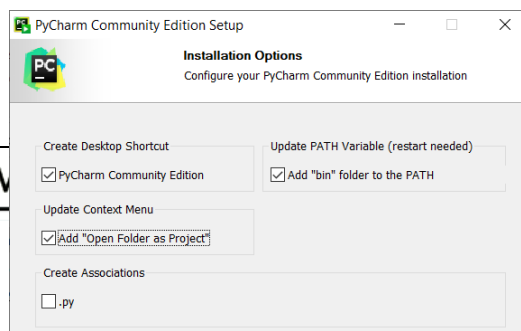 PyCharm Community Edition Setup
PC
Installation Options
Configure your PyCharm Community Edition installation
Create Desktop Shortcut
PyCharm Community Edition
Update PATH Variable (restart needed)
Add "bin" folder to the PATH
Update Context Menu
Add "Open Folder as Project"
Create Associations
.py